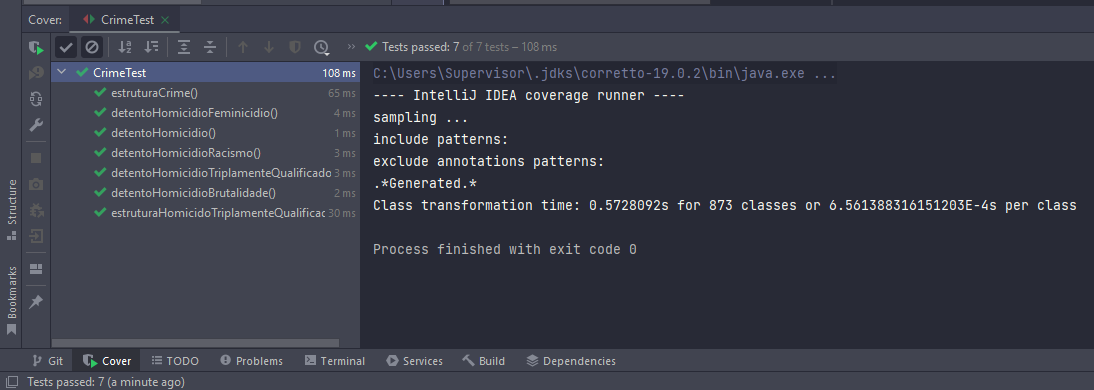 Cover: CrimeTest
Tests passed: 7 of 7 tests – 108 ms
CrimeTest 108 ms
estruturaCrime() 65 ms
detentoHomicidioFeminicidio() 4 ms
detentoHomicidio() 1 ms
detentoHomicidioRacismo() 3 ms
detentoHomicidioTriplamenteQualificado 3 ms
detentoHomicidioBrutalidade() 2 ms
estruturaHomicidoTriplamenteQualificac 30 ms
C:\Users\Supervisor\.jdks\corretto-19.0.2\bin\java.exe ...
---- IntelliJ IDEA coverage runner ----
sampling ...
include patterns:
exclude annotations patterns:
.*Generated.*
Class transformation time: 0.5728092s for 873 classes or 6.561388316151203E-4s per class
Process finished with exit code 0
Structure
Bookmarks
Git Cover TODO Problems Terminal Services Build Dependencies
Tests passed: 7 (a minute ago)